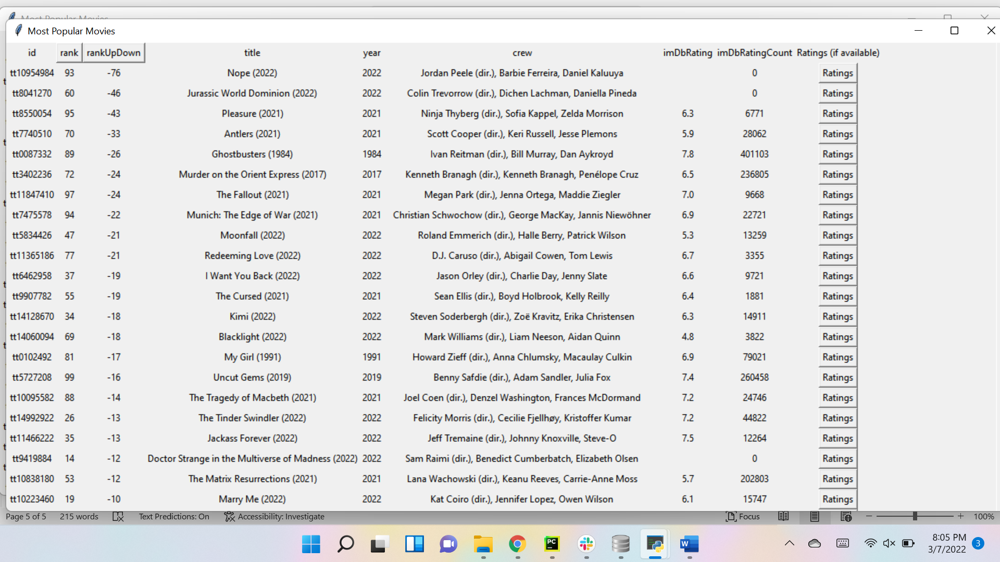 Most Popular Movies
Most Popular Movies
id rank rankUpDown title year crew imDbRating imDbRatingCount Ratings (if available)
tt10954984 93 -76 Nope (2022) 2022 Jordan Peele (dir.), Barbie Ferreira, Daniel Kaluuya 0 Ratings
tt8041270 60 -46 Jurassic World Dominion (2022) 2022 Colin Trevorrow (dir.), Dichen Lachman, Daniella Pineda 0 Ratings
tt8550054 95 -43 Pleasure (2021) 2021 Ninja Thyberg (dir.), Sofia Kappel, Zelda Morrison 6.3 6771 Ratings
tt7740510 70 -33 Antlers (2021) 2021 Scott Cooper (dir.), Keri Russell, Jesse Plemons 5.9 28062 Ratings
tt0087332 89 -26 Ghostbusters (1984) 1984 Ivan Reitman (dir.), Bill Murray, Dan Aykroyd 7.8 401103 Ratings
tt3402236 72 -24 Murder on the Orient Express (2017) 2017 Kenneth Branagh (dir.), Kenneth Branagh, Penélope Cruz 6.5 236805 Ratings
tt11847410 97 -24 The Fallout (2021) 2021 Megan Park (dir.), Jenna Ortega, Maddie Ziegler 7.0 9668 Ratings
tt7475578 94 -22 Munich: The Edge of War (2021) 2021 Christian Schwochow (dir.), George MacKay, Jannis Niewöhner 6.9 22721 Ratings
tt5834426 47 -21 Moonfall (2022) 2022 Roland Emmerich (dir.), Halle Berry, Patrick Wilson 5.3 13259 Ratings
tt11365186 77 -21 Redeeming Love (2022) 2022 D.J. Caruso (dir.), Abigail Cowen, Tom Lewis 6.7 3355 Ratings
tt6462958 37 -19 I Want You Back (2022) 2022 Jason Orley (dir.), Charlie Day, Jenny Slate 6.6 9721 Ratings
tt9907782 55 -19 The Cursed (2021) 2021 Sean Ellis (dir.), Boyd Holbrook, Kelly Reilly 6.4 1881 Ratings
tt14128670 34 -18 Kimi (2022) 2022 Steven Soderbergh (dir.), Zoë Kravitz, Erika Christensen 6.3 14911 Ratings
tt14060094 69 -18 Blacklight (2022) 2022 Mark Williams (dir.), Liam Neeson, Aidan Quinn 4.8 3822 Ratings
tt0102492 81 -17 My Girl (1991) 1991 Howard Zieff (dir.), Anna Chlumsky, Macaulay Culkin 6.9 79021 Ratings
tt5727208 99 -16 Uncut Gems (2019) 2019 Benny Safdie (dir.), Adam Sandler, Julia Fox 7.4 260458 Ratings
tt10095582 88 -14 The Tragedy of Macbeth (2021) 2021 Joel Coen (dir.), Denzel Washington, Frances McDormand 7.2 24746 Ratings
tt14992922 26 -13 The Tinder Swindler (2022) 2022 Felicity Morris (dir.), Cecilie Fjellhøy, Kristoffer Kumar 7.2 44822 Ratings
tt11466222 35 -13 Jackass Forever (2022) 2022 Jeff Tremaine (dir.), Johnny Knoxville, Steve-O 7.5 12264 Ratings
tt9419884 14 -12 Doctor Strange in the Multiverse of Madness (2022) 2022 Sam Raimi (dir.), Benedict Cumberbatch, Elizabeth Olsen 0 Ratings
tt10838180 53 -12 The Matrix Resurrections (2021) 2021 Lana Wachowski (dir.), Keanu Reeves, Carrie-Anne Moss 5.7 202803 Ratings
tt10223460 19 -10 Marry Me (2022) 2022 Kat Coiro (dir.), Jennifer Lopez, Owen Wilson 6.1 15747 Ratings
Page 5 of 5 215 words Text Predictions: On Accessibility: Investigate Focus 100%
PC W 8:05 PM 3
3/7/2022